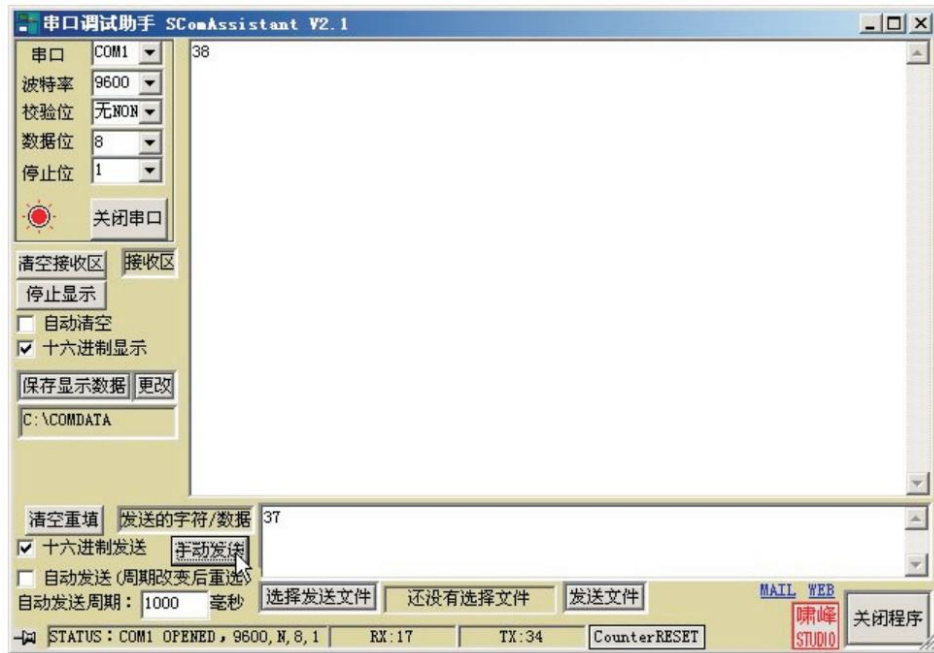 串口调试助手 SComAssistant V2.1
串口 COM1
波特率 9600
校验位 无NON
数据位 8
停止位 1
关闭串口
38
清空接收区 接收区
停止显示
自动清空
十六进制显示
保存显示数据 更改
C:\COMDATA
清空重填 发送的字符/数据 37
十六进制发送 手动发送
自动发送(周期改变后重选)
自动发送周期: 1000 毫秒 选择发送文件 还没有选择文件 发送文件 MAIL WEB
啸峰
STUDIO
关闭程序
STATUS:COM1 OPENED,9600,N,8,1 RX:17 TX:34 CounterRESET